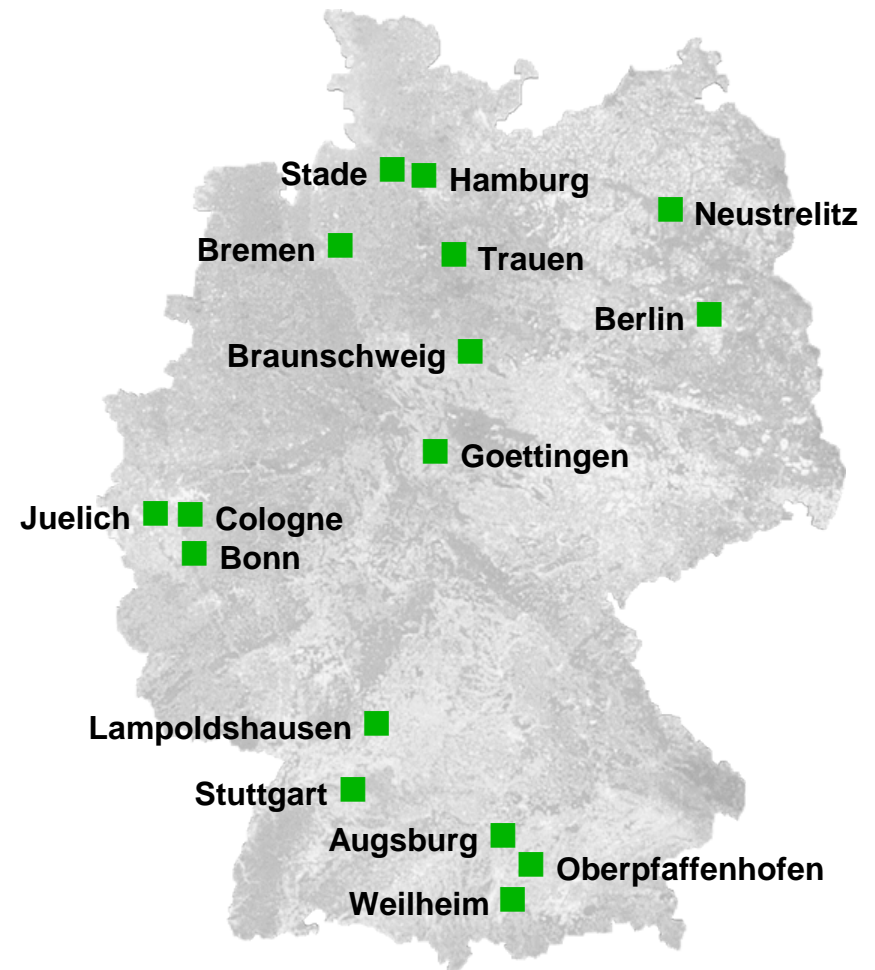 Stade
Hamburg
Neustrelitz
Bremen
Trauen
Berlin
Braunschweig
Goettingen
Juelich
Cologne
Bonn
Lampoldshausen
Stuttgart
Augsburg
Oberpfaffenhofen
Weilheim